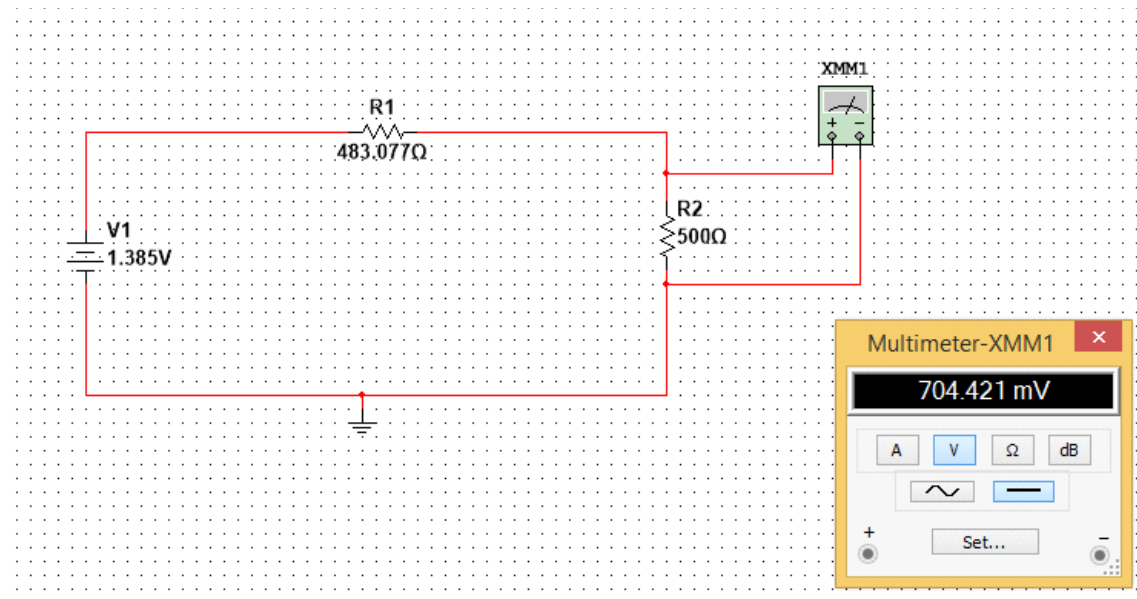 XMM1
R1
483.077Ω
R2
500Ω
V1
1.385V
+ −
Multimeter-XMM1
704.421 mV
A V Ω dB
+ −
Set...